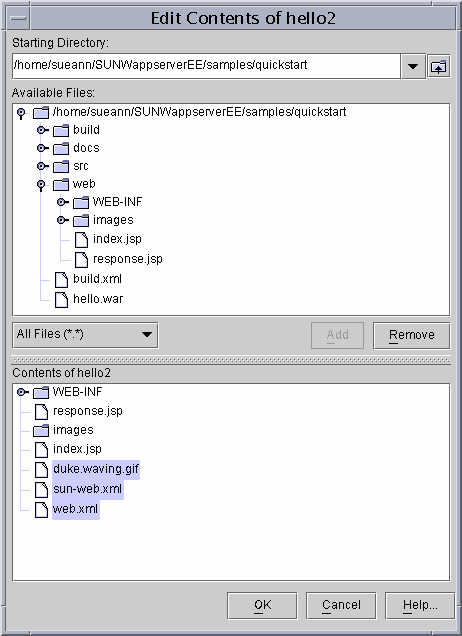 Edit Contents of hello2
Starting Directory:
/home/sueann/SUNWappserverEE/samples/quickstart
Available Files:
/home/sueann/SUNWappserverEE/samples/quickstart
build
docs
src
web
WEB-INF
images
index.jsp
response.jsp
build.xml
hello.war
All Files (*.*) Add Remove
Contents of hello2
WEB-INF
response.jsp
images
index.jsp
duke.waving.gif
sun-web.xml
web.xml
OK Cancel Help...